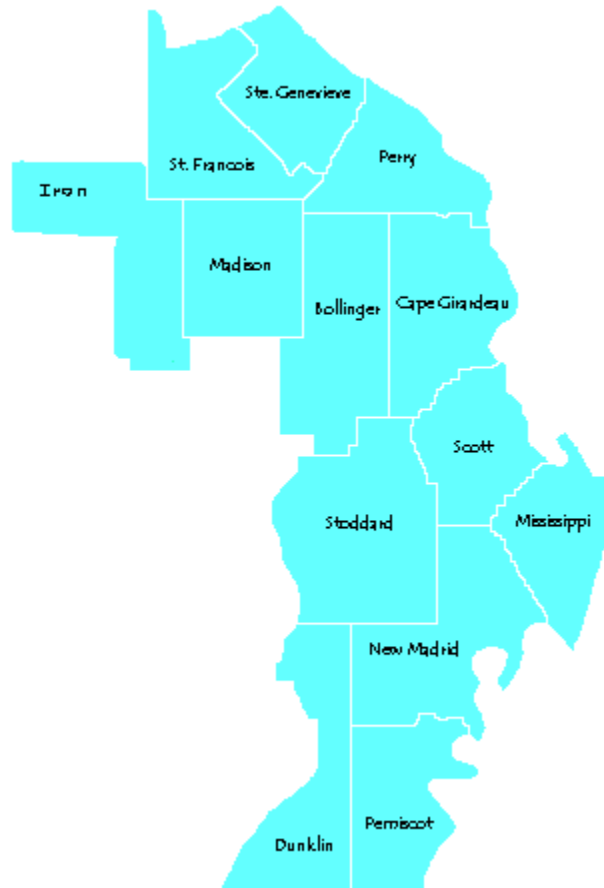 Ste. Genevieve
Perry
St. Francois
Iron
Madison
Bollinger
Cape Girardeau
Scott
Stoddard
Mississippi
New Madrid
Pemiscot
Dunklin